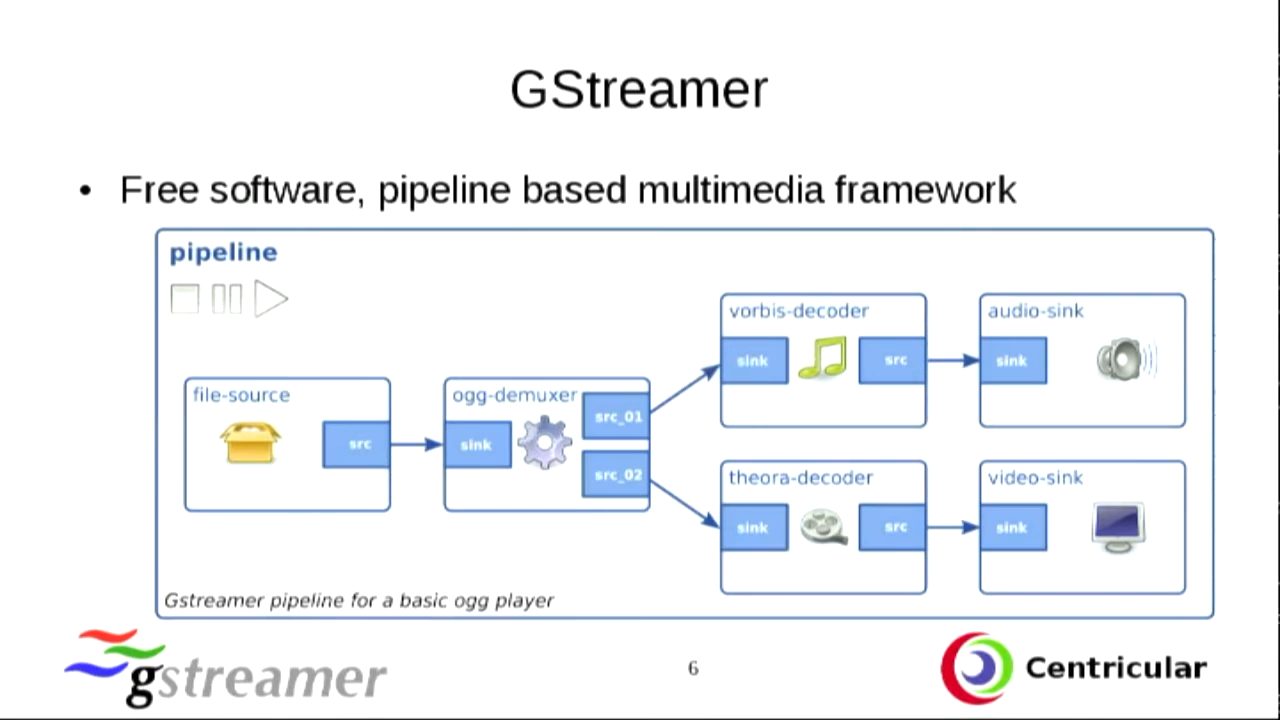 GStreamer
• Free software, pipeline based multimedia framework
pipeline
vorbis-decoder
sink
src
audio-sink
sink
file-source
src
ogg-demuxer
sink
src_01
src_02
theora-decoder
sink
src
video-sink
sink
Gstreamer pipeline for a basic ogg player
gstreamer
6
Centricular